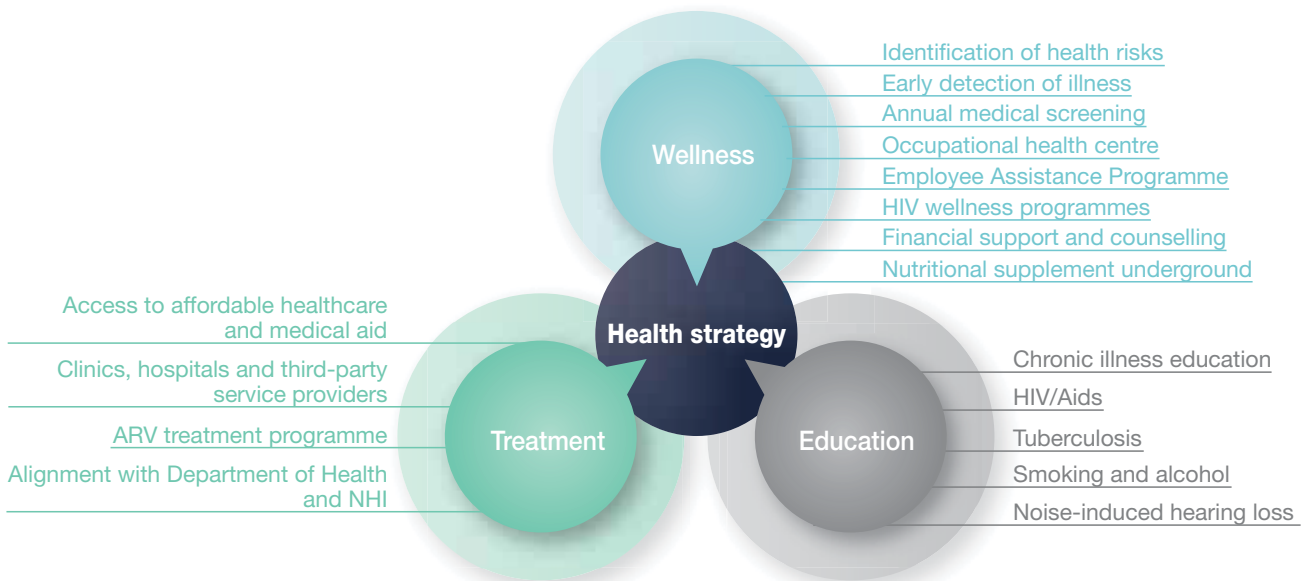 Wellness
Identification of health risks
Early detection of illness
Annual medical screening
Occupational health centre
Employee Assistance Programme
HIV wellness programmes
Financial support and counselling
Nutritional supplement underground
Health strategy
Treatment
Access to affordable healthcare
and medical aid
Clinics, hospitals and third-party
service providers
ARV treatment programme
Alignment with Department of Health
and NHI
Education
Chronic illness education
HIV/Aids
Tuberculosis
Smoking and alcohol
Noise-induced hearing loss